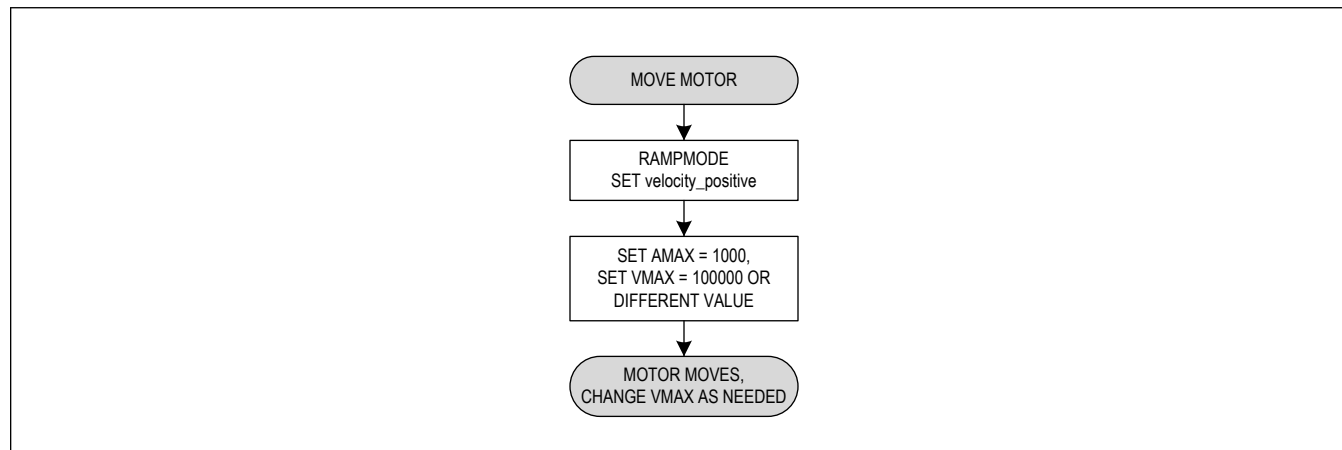 MOVE MOTOR
RAMPMODE
SET velocity_positive
SET AMAX = 1000,
SET VMAX = 100000 OR
DIFFERENT VALUE
MOTOR MOVES,
CHANGE VMAX AS NEEDED